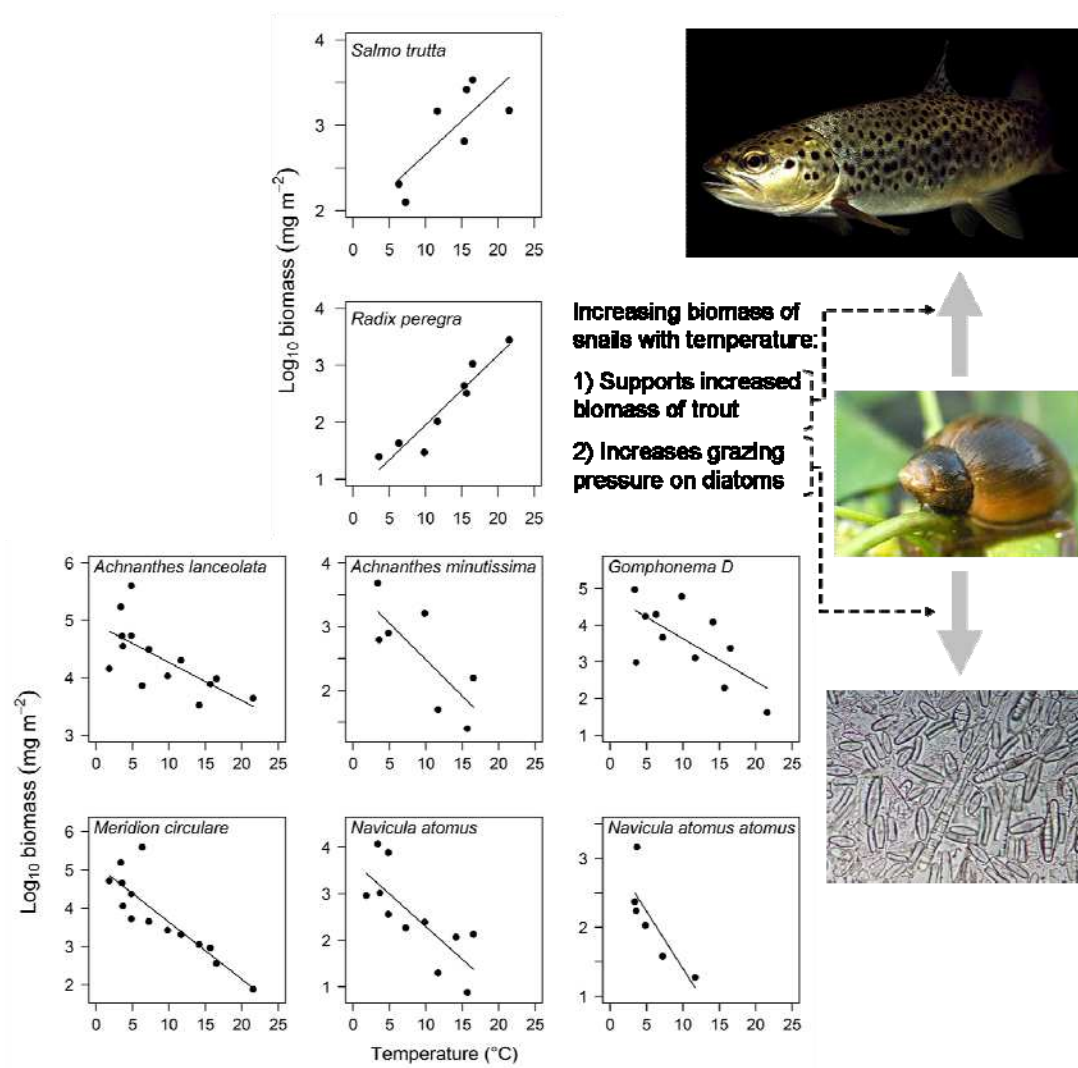 Salmo trutta
4
3
2
0 5 10 15 20 25
Log10 biomass (mg m−2)
Radix peregra
4
3
2
1
0 5 10 15 20 25
Increasing biomass of
snails with temperature:
1) Supports increased
biomass of trout
2) Increases grazing
pressure on diatoms
Achnanthes lanceolata
6
5
4
3
0 5 10 15 20 25
Achnanthes minutissima
4
3
2
0 5 10 15 20 25
Gomphonema D
5
4
3
2
1
0 5 10 15 20 25
Log10 biomass (mg m−2)
Meridion circulare
6
5
4
3
2
0 5 10 15 20 25
Navicula atomus
4
3
2
1
0 5 10 15 20 25
Navicula atomus atomus
3
2
1
0 5 10 15 20 25
Temperature (°C)